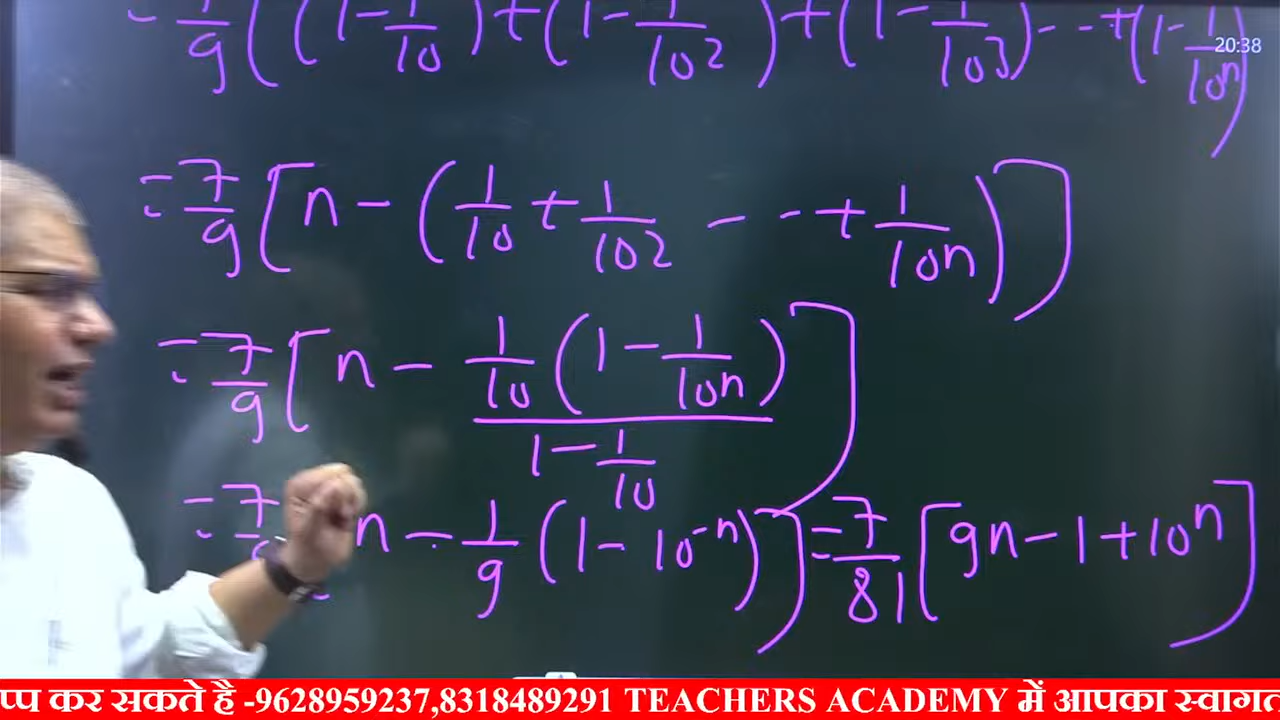 = 7/9 ( (1 - 1/10) + (1 - 1/10²) + (1 - 1/10³) - - + (1 - 1/10ⁿ)
20:38
= 7/9 [ n - ( 1/10 + 1/10² - - + 1/10ⁿ ) ]
= 7/9 [ n - 1/10 ( 1 - 1/10ⁿ ) / 1 - 1/10 ]
= 7/9 n - 1/9 ( 1 - 10⁻ⁿ ) ] = 7/81 [ 9n - 1 + 10ⁿ ]
प्प कर सकते है -9628959237,8318489291 TEACHERS ACADEMY में आपका स्वागत